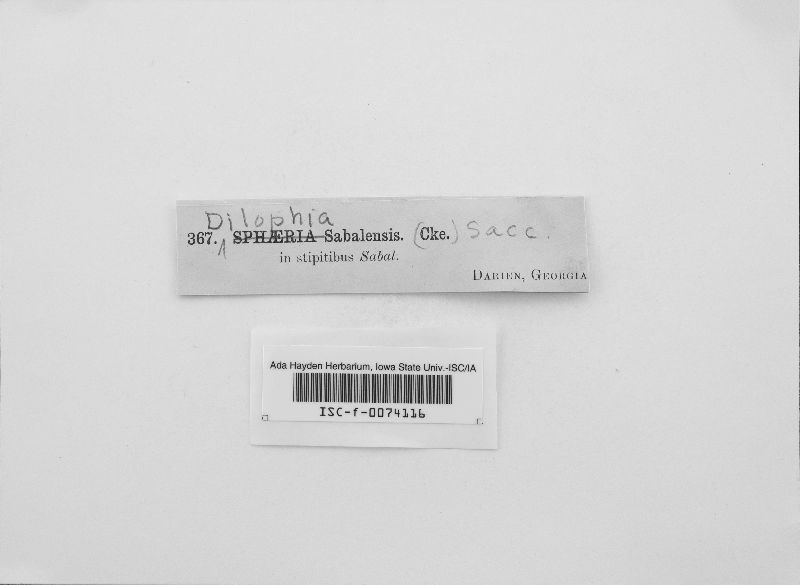 Dilophia
367. SPHÆRIA Sabalensis. (Cke.) Sacc.
in stipitibus Sabal.
Darien, Georgia
Ada Hayden Herbarium, Iowa State Univ.-ISC/IA
ISC-f-0074116